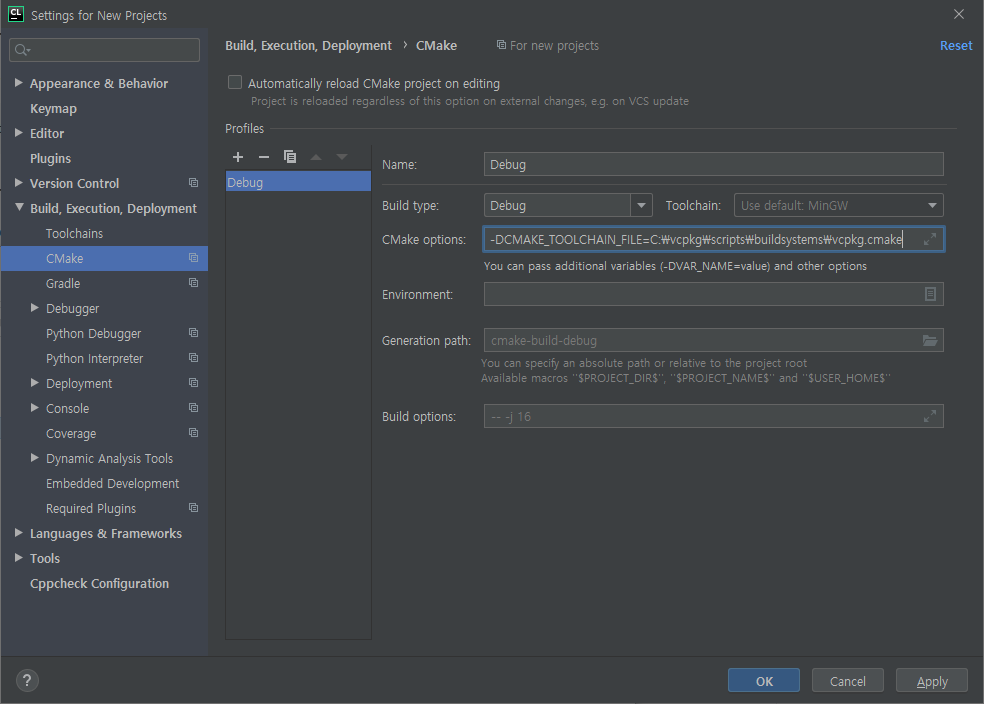 CL Settings for New Projects
Build, Execution, Deployment › CMake For new projects Reset
Appearance & Behavior
Keymap
Editor
Plugins
Version Control
Build, Execution, Deployment
Toolchains
CMake
Gradle
Debugger
Python Debugger
Python Interpreter
Deployment
Console
Coverage
Dynamic Analysis Tools
Embedded Development
Required Plugins
Languages & Frameworks
Tools
Cppcheck Configuration
Automatically reload CMake project on editing
Project is reloaded regardless of this option on external changes, e.g. on VCS update
Profiles
Debug
Name: Debug
Build type: Debug Toolchain: Use default: MinGW
CMake options: -DCMAKE_TOOLCHAIN_FILE=C:₩vcpkg₩scripts₩buildsystems₩vcpkg.cmake
You can pass additional variables (-DVAR_NAME=value) and other options
Environment:
Generation path: cmake-build-debug
You can specify an absolute path or relative to the project root
Available macros "$PROJECT_DIR$", "$PROJECT_NAME$" and "$USER_HOME$"
Build options: -- -j 16
? OK Cancel Apply